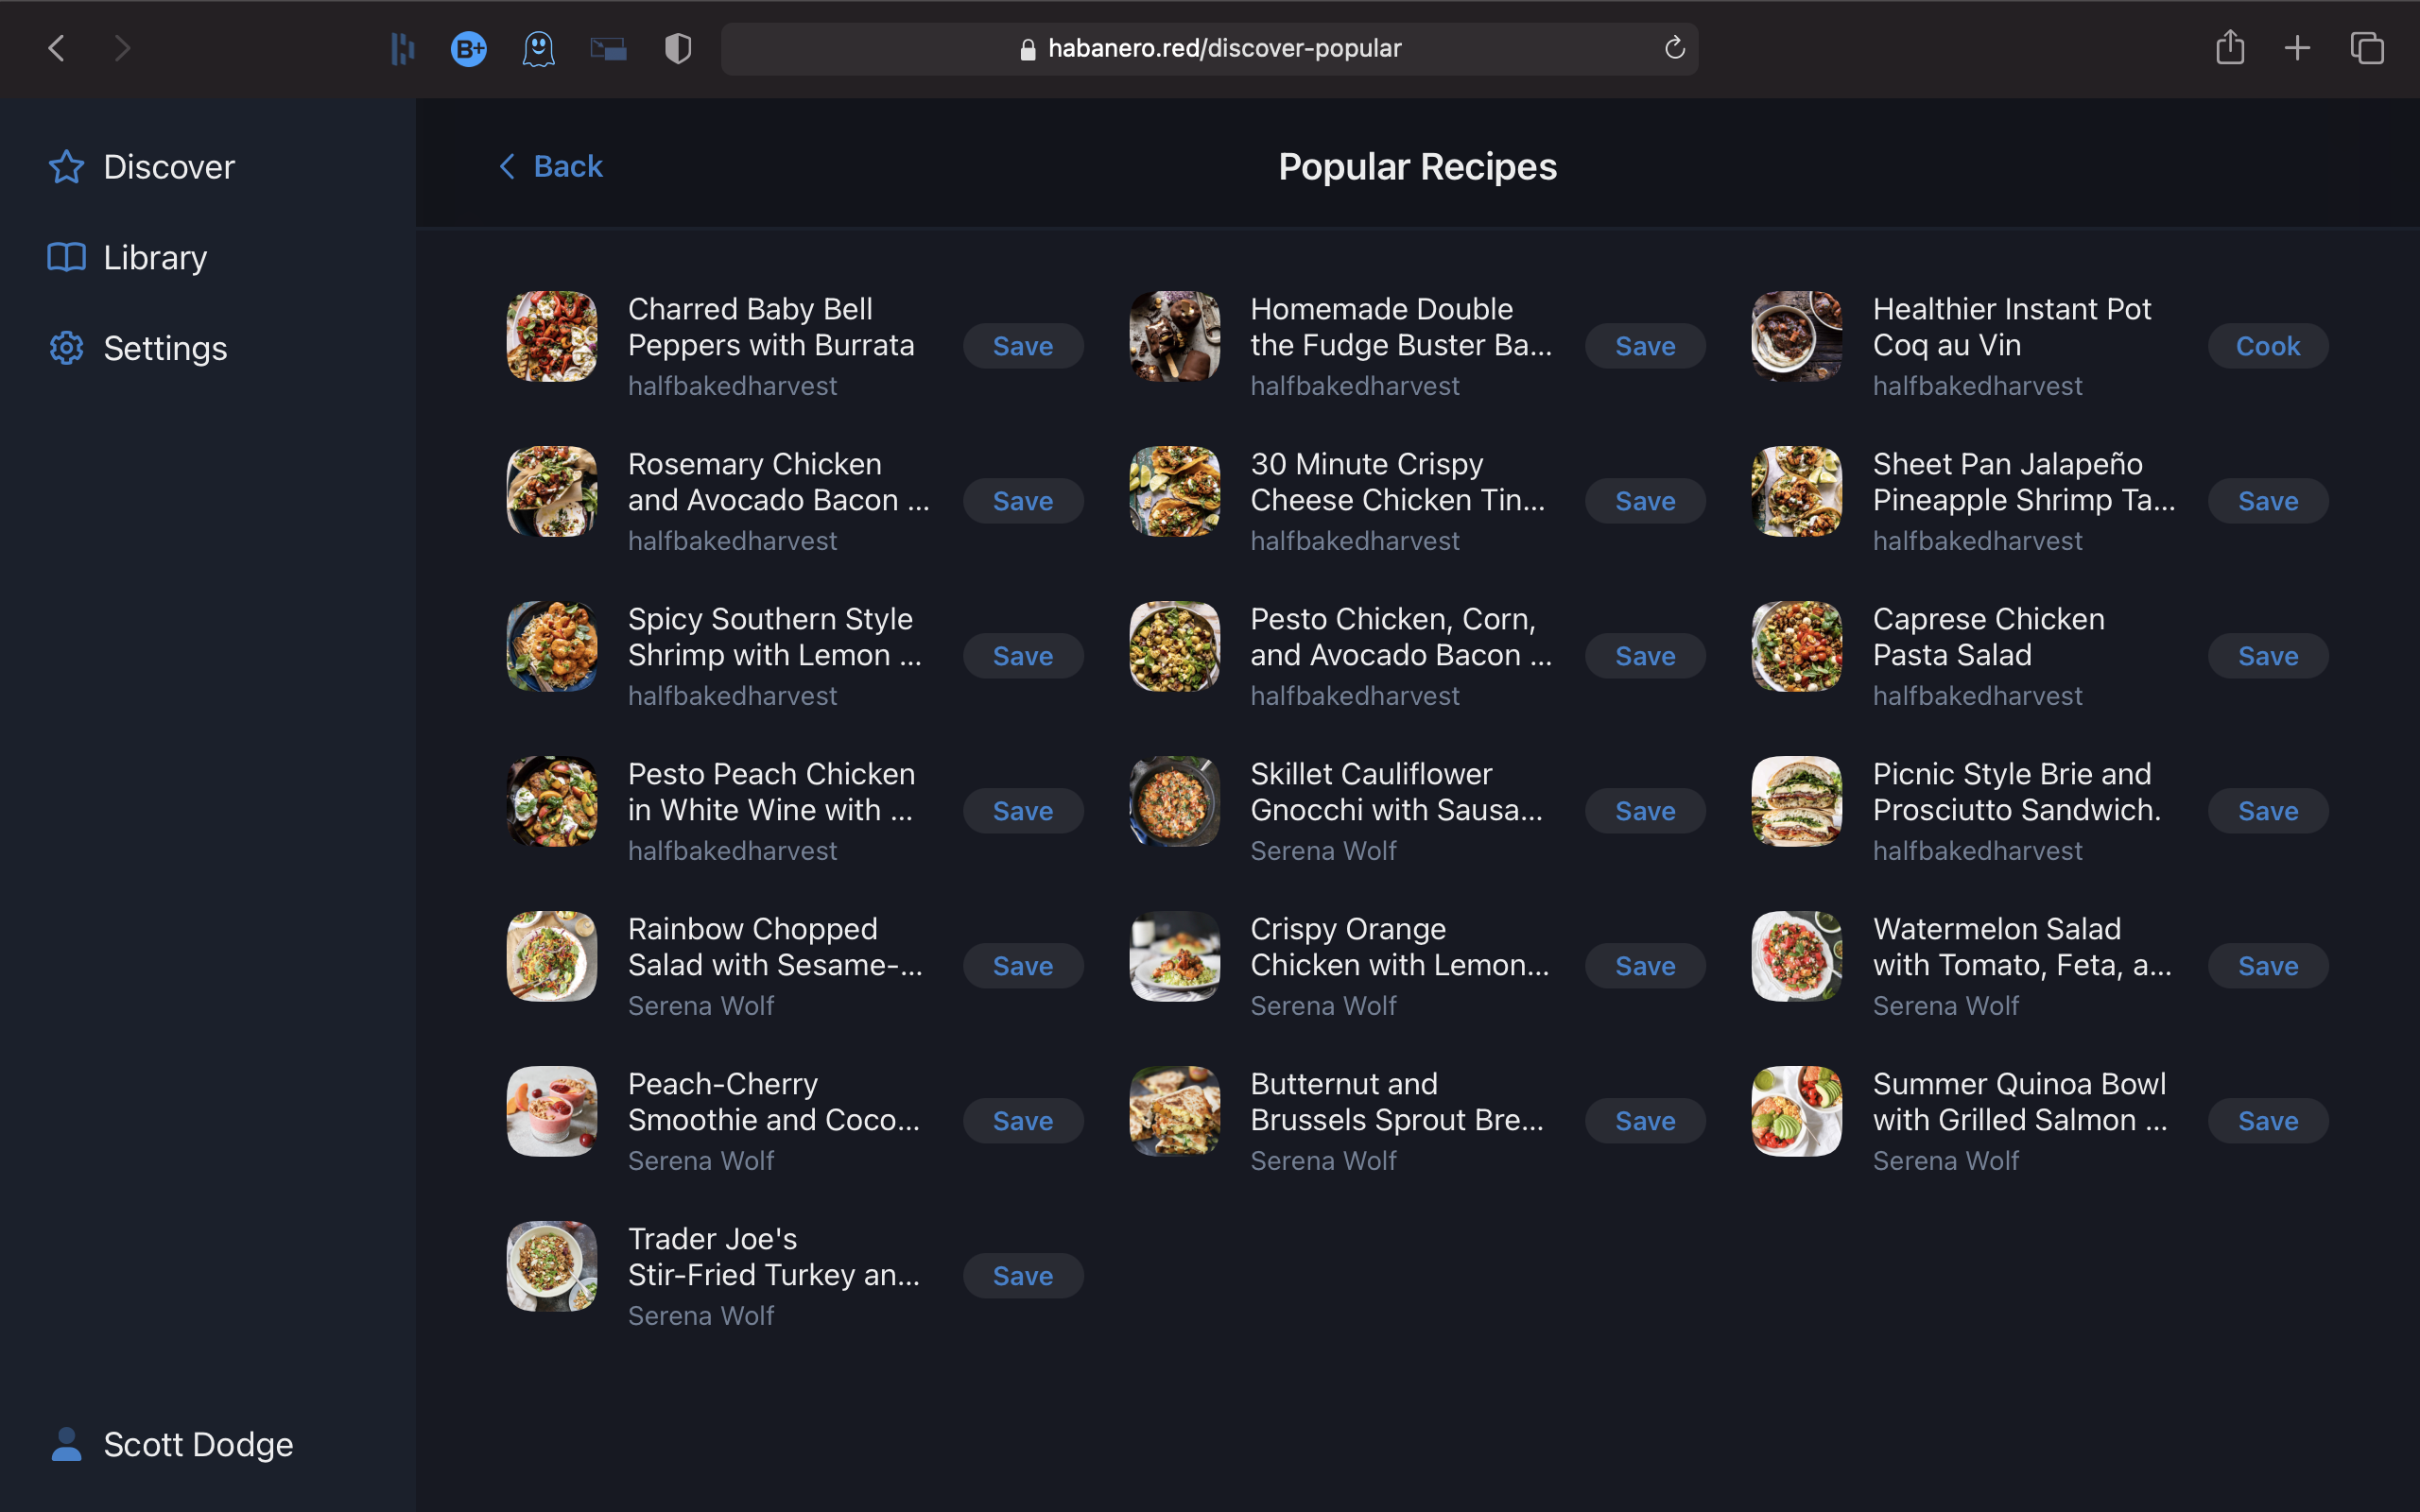 B+
habanero.red/discover-popular
Discover
Library
Settings
Scott Dodge
Back
Popular Recipes
Charred Baby Bell
Peppers with Burrata
halfbakedharvest
Save
Homemade Double
the Fudge Buster Ba...
halfbakedharvest
Save
Healthier Instant Pot
Coq au Vin
halfbakedharvest
Cook
Rosemary Chicken
and Avocado Bacon ...
halfbakedharvest
Save
30 Minute Crispy
Cheese Chicken Tin...
halfbakedharvest
Save
Sheet Pan Jalapeño
Pineapple Shrimp Ta...
halfbakedharvest
Save
Spicy Southern Style
Shrimp with Lemon ...
halfbakedharvest
Save
Pesto Chicken, Corn,
and Avocado Bacon ...
halfbakedharvest
Save
Caprese Chicken
Pasta Salad
halfbakedharvest
Save
Pesto Peach Chicken
in White Wine with ...
halfbakedharvest
Save
Skillet Cauliflower
Gnocchi with Sausa...
Serena Wolf
Save
Picnic Style Brie and
Prosciutto Sandwich.
halfbakedharvest
Save
Rainbow Chopped
Salad with Sesame-...
Serena Wolf
Save
Crispy Orange
Chicken with Lemon...
Serena Wolf
Save
Watermelon Salad
with Tomato, Feta, a...
Serena Wolf
Save
Peach-Cherry
Smoothie and Coco...
Serena Wolf
Save
Butternut and
Brussels Sprout Bre...
Serena Wolf
Save
Summer Quinoa Bowl
with Grilled Salmon ...
Serena Wolf
Save
Trader Joe's
Stir-Fried Turkey an...
Serena Wolf
Save